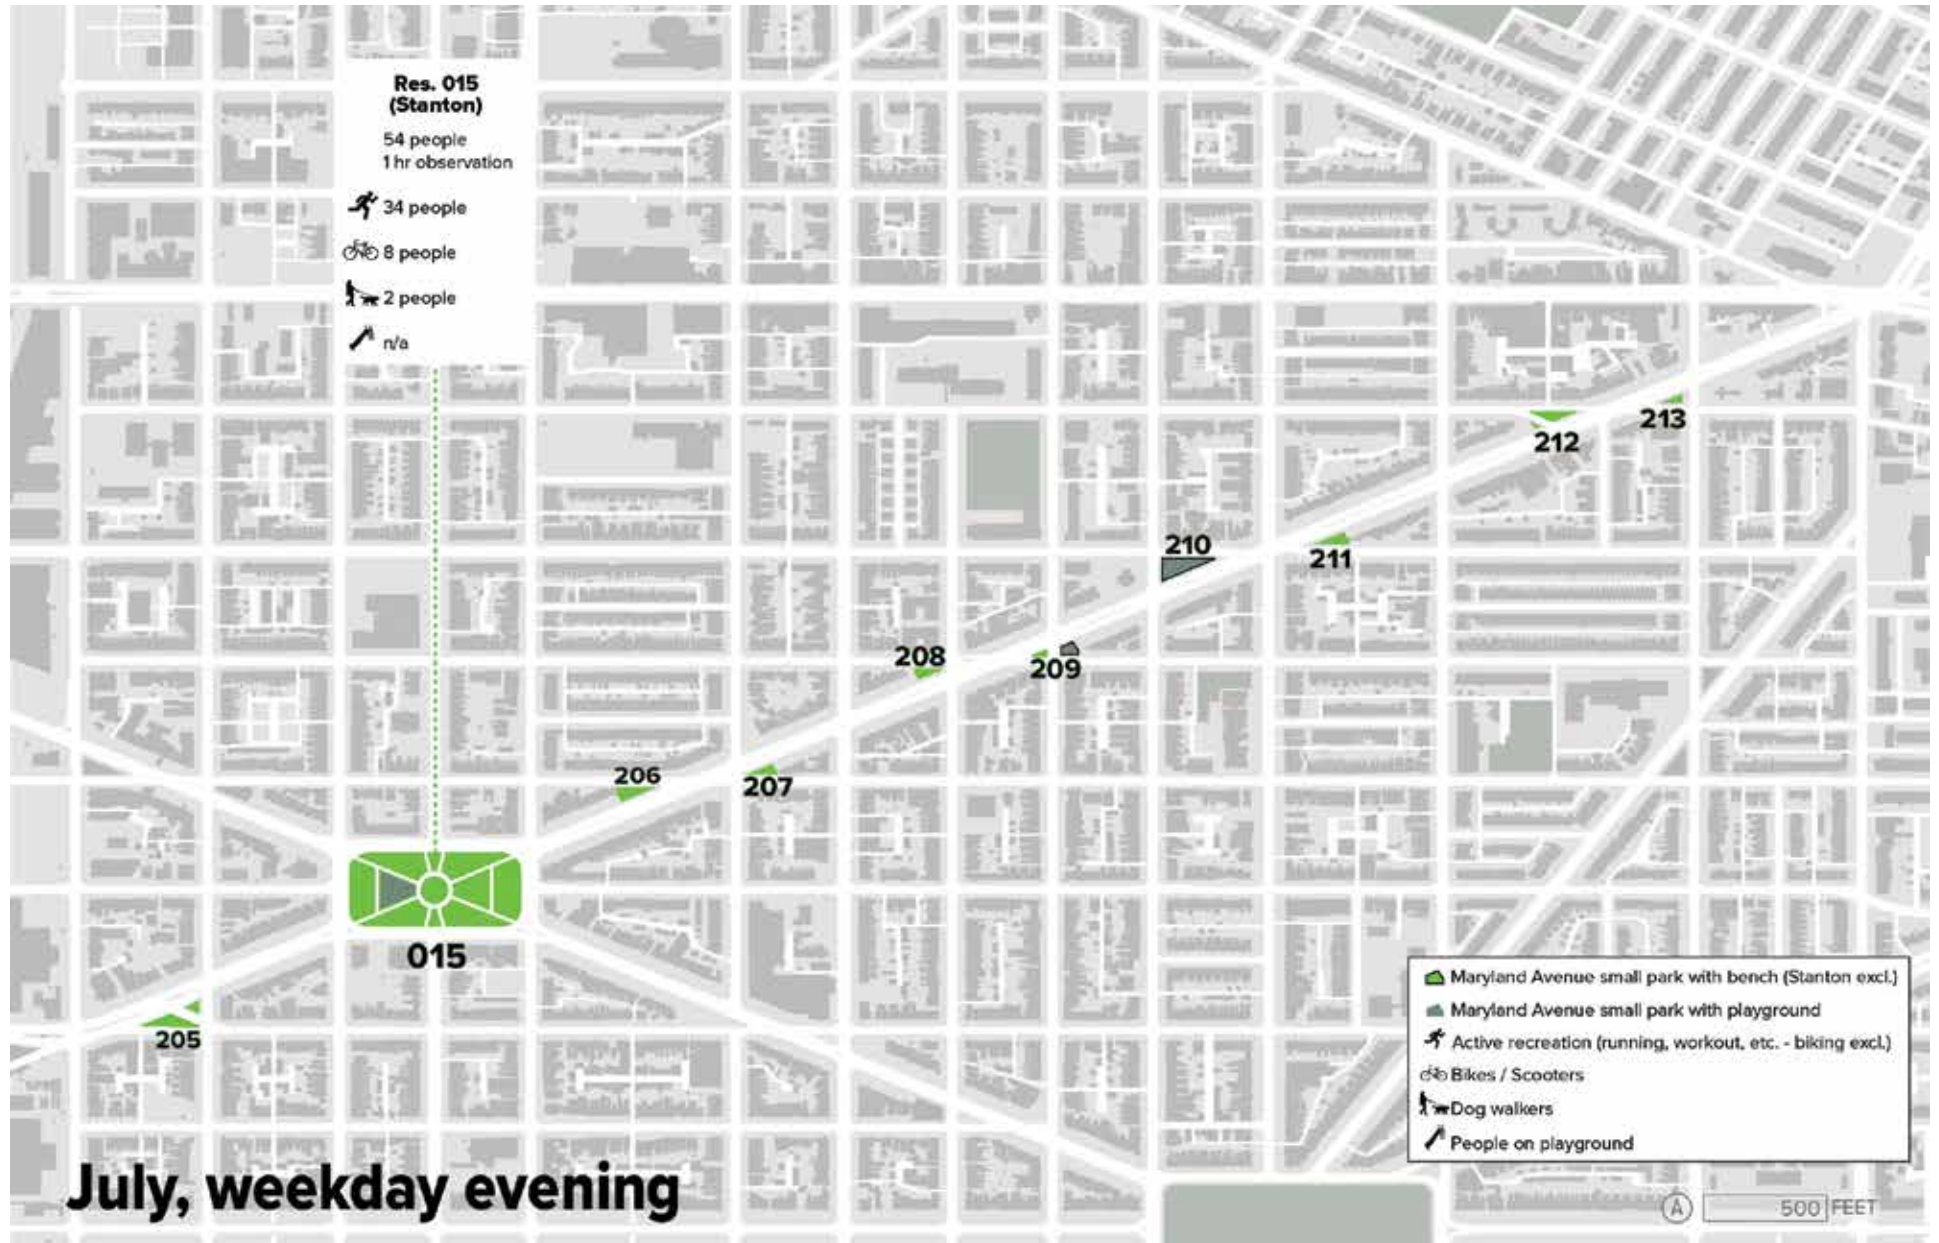 Res. 015
(Stanton)
54 people
1 hr observation
34 people
8 people
2 people
n/a
213
212
210
211
208
209
206
207
015
205
Maryland Avenue small park with bench (Stanton excl.)
Maryland Avenue small park with playground
Active recreation (running, workout, etc. - biking excl.)
Bikes / Scooters
Dog walkers
People on playground
July, weekday evening
A 500 FEET